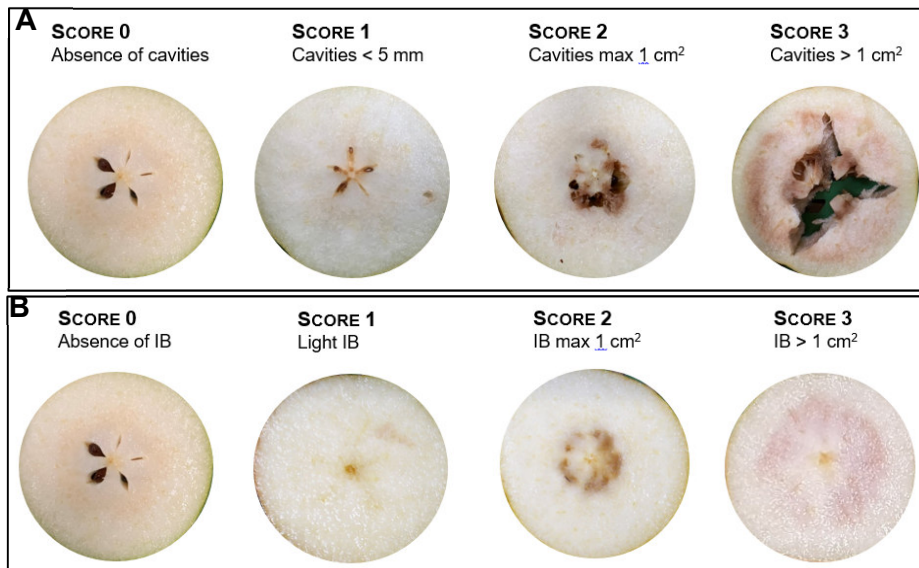 A
SCORE 0
Absence of cavities
SCORE 1
Cavities < 5 mm
SCORE 2
Cavities max 1 cm²
SCORE 3
Cavities > 1 cm²
B
SCORE 0
Absence of IB
SCORE 1
Light IB
SCORE 2
IB max 1 cm²
SCORE 3
IB > 1 cm²